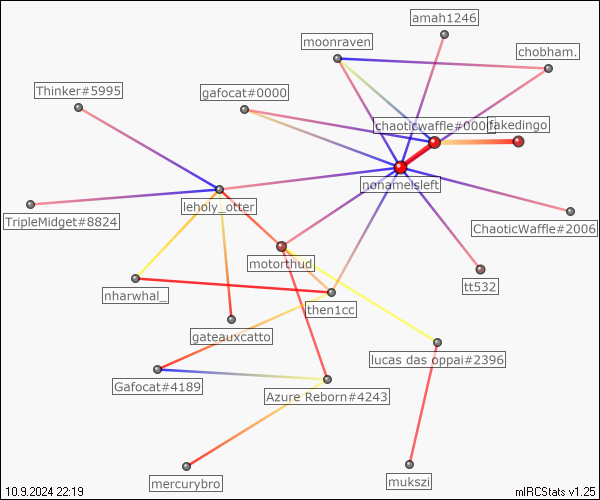 amah1246
moonraven
chobham.
Thinker#5995
gafocat#0000
chaoticwaffle#000
fakedingo
nonameisleft
leholy_otter
TripleMidget#8824
ChaoticWaffle#2006
motorthud
tt532
nharwhal_
then1cc
gateauxcatto
lucas das oppai#2396
Gafocat#4189
Azure Reborn#4243
mercurybro
mukszi
10.9.2024 22:19
mIRCStats v1.25